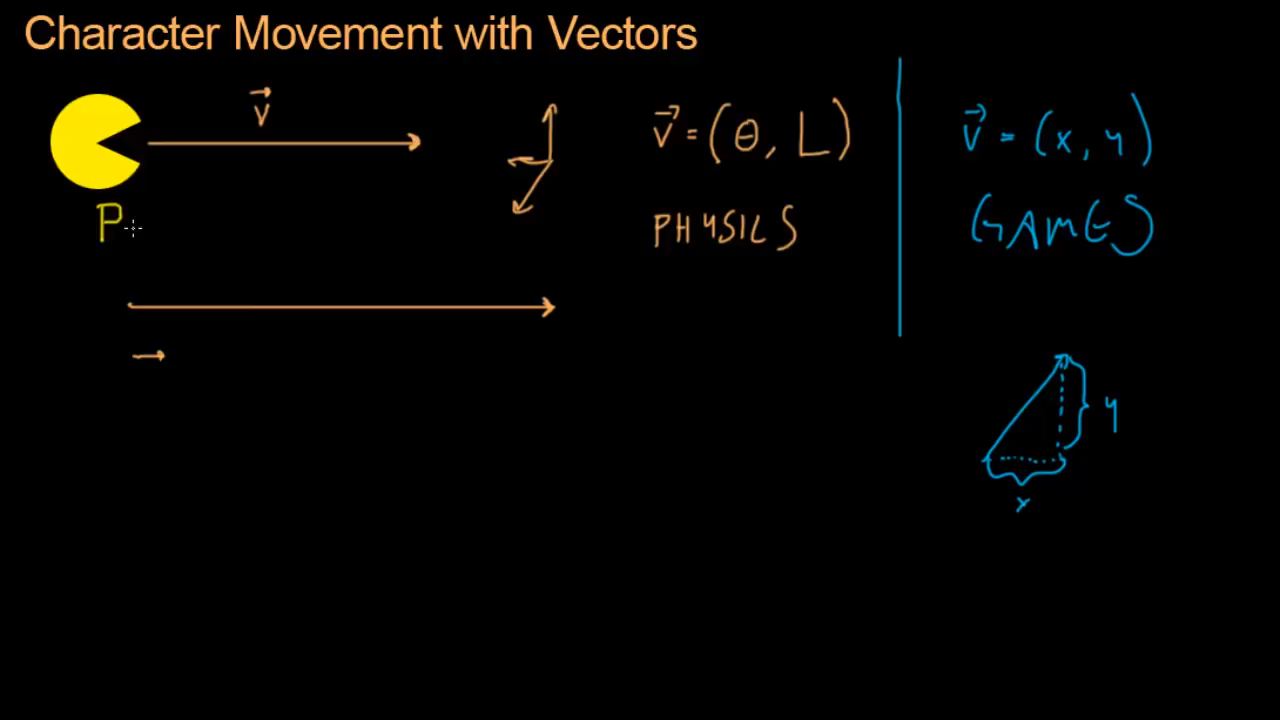 Character Movement with Vectors
v
v = (θ, L)
v = (x, y)
P
PHYSICS
GAMES
y
x